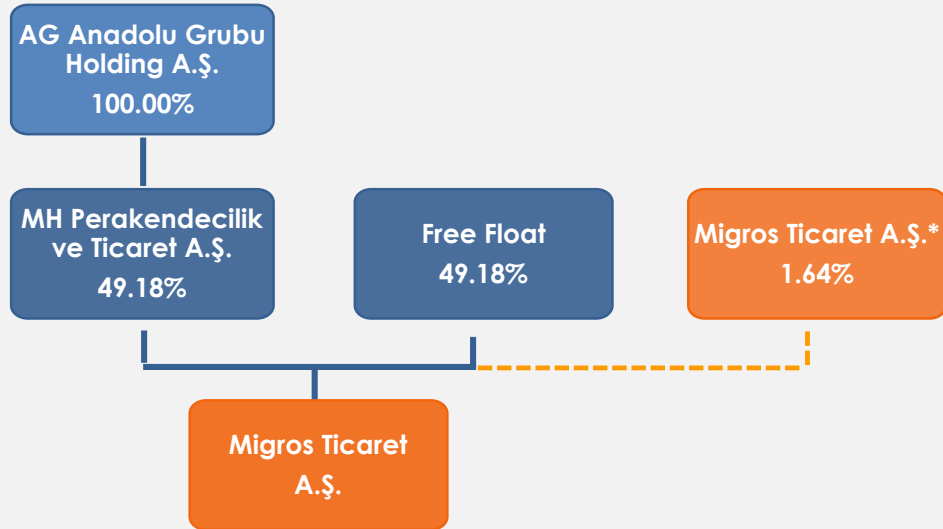 AG Anadolu Grubu
Holding A.Ş.
100.00%
MH Perakendecilik
ve Ticaret A.Ş.
49.18%
Free Float
49.18%
Migros Ticaret A.Ş.*
1.64%
Migros Ticaret
A.Ş.